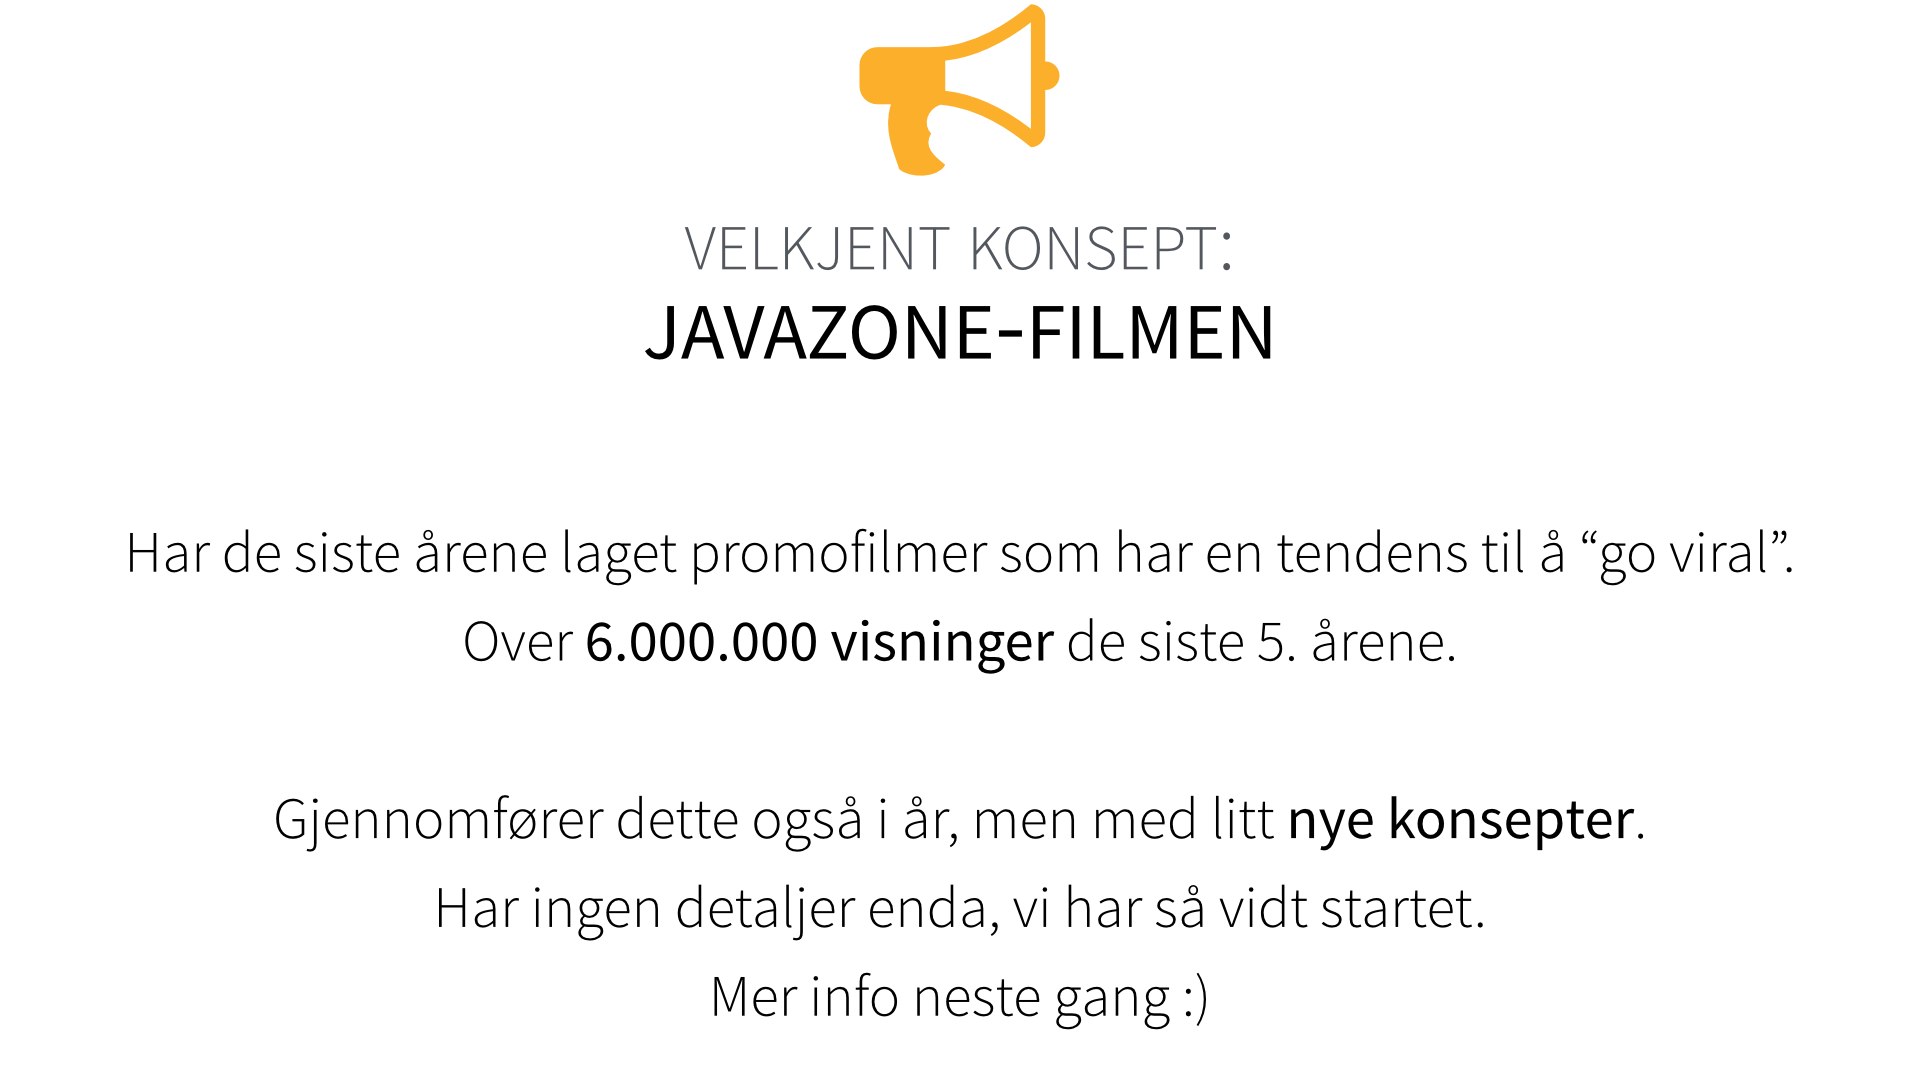 VELKJENT KONSEPT:
JAVAZONE-FILMEN
Har de siste årene laget promofilmer som har en tendens til å “go viral”.
Over 6.000.000 visninger de siste 5. årene.
Gjennomfører dette også i år, men med litt nye konsepter.
Har ingen detaljer enda, vi har så vidt startet.
Mer info neste gang :)